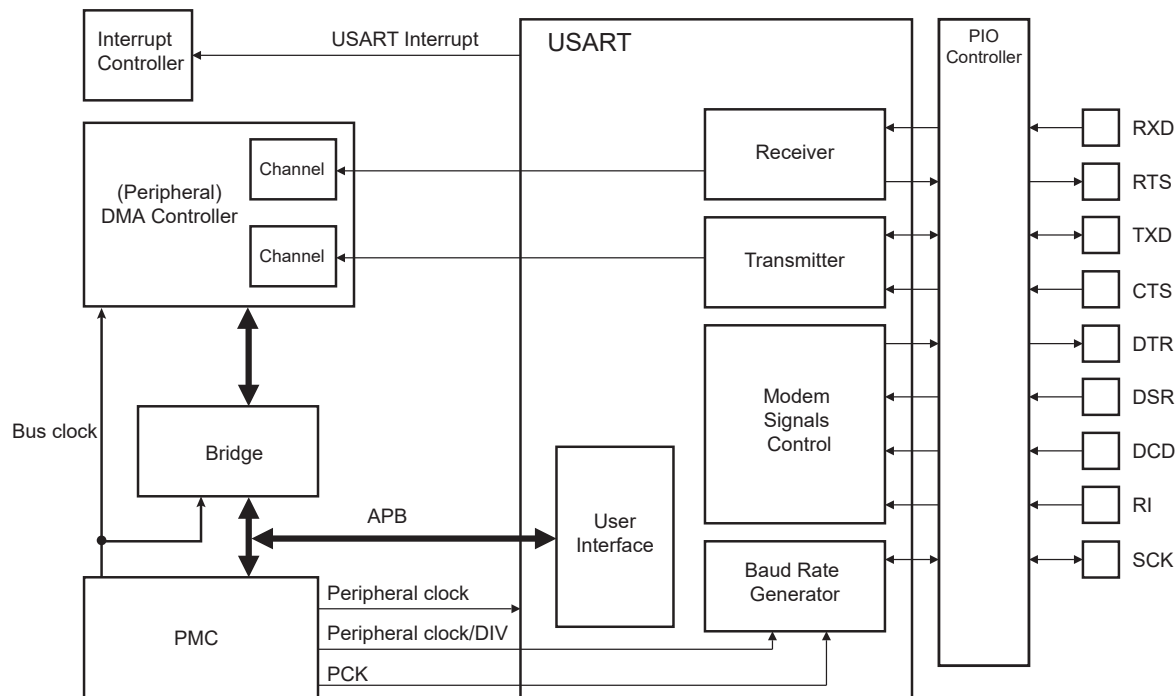 Interrupt
Controller
USART Interrupt
USART
PIO
Controller
(Peripheral)
DMA Controller
Channel
Channel
Receiver
Transmitter
Modem
Signals
Control
RXD
RTS
TXD
CTS
DTR
DSR
DCD
RI
SCK
Bus clock
Bridge
APB
User
Interface
Baud Rate
Generator
PMC
Peripheral clock
Peripheral clock/DIV
PCK